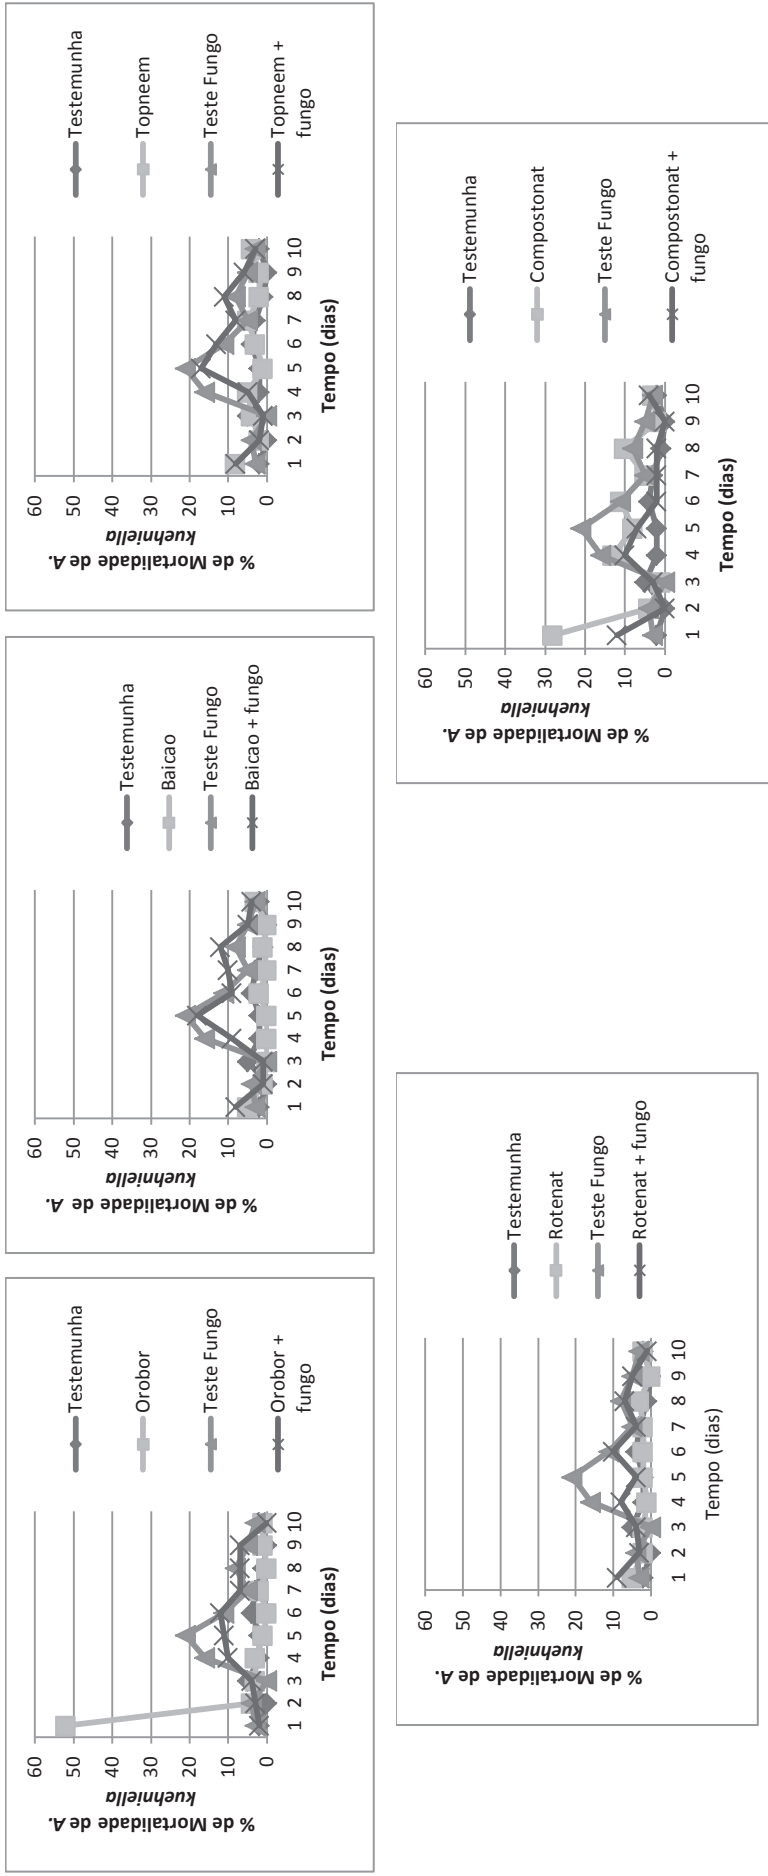 60
50
40
30
20
10
0
% de Mortalidade de A.
kuehniella
1 2 3 4 5 6 7 8 9 10
Tempo (dias)
Testemunha
Orobor
Teste Fungo
Orobor +
fungo
60
50
40
30
20
10
0
% de Mortalidade de A.
kuehniella
1 2 3 4 5 6 7 8 9 10
Tempo (dias)
Testemunha
Baicao
Teste Fungo
Baicao + fungo
60
50
40
30
20
10
0
% de Mortalidade de A.
kuehniella
1 2 3 4 5 6 7 8 9 10
Tempo (dias)
Testemunha
Topneem
Teste Fungo
Topneem +
fungo
60
50
40
30
20
10
0
% de Mortalidade de A.
kuehniella
1 2 3 4 5 6 7 8 9 10
Tempo (dias)
Testemunha
Rotenat
Teste Fungo
Rotenat + fungo
60
50
40
30
20
10
0
% de Mortalidade de A.
kuehniella
1 2 3 4 5 6 7 8 9 10
Tempo (dias)
Testemunha
Compostonat
Teste Fungo
Compostonat +
fungo